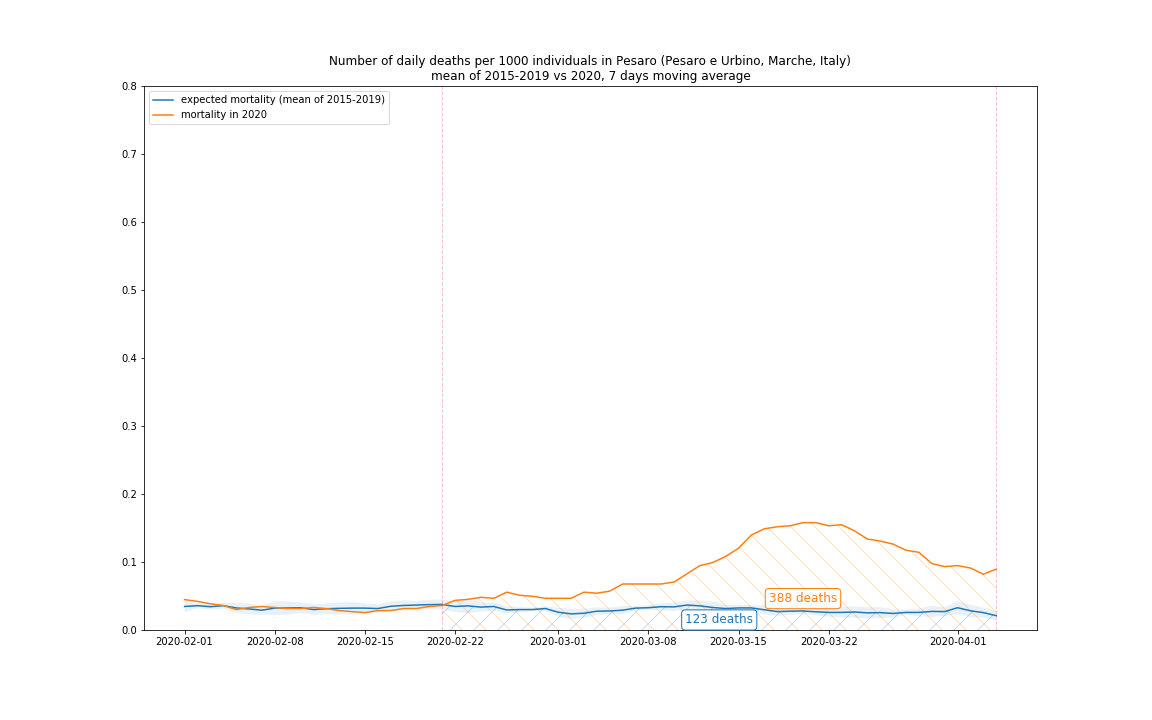 Number of daily deaths per 1000 individuals in Pesaro (Pesaro e Urbino, Marche, Italy)
mean of 2015-2019 vs 2020, 7 days moving average
expected mortality (mean of 2015-2019)
mortality in 2020
0.8
0.7
0.6
0.5
0.4
0.3
0.2
0.1
0.0
388 deaths
123 deaths
2020-02-01 2020-02-08 2020-02-15 2020-02-22 2020-03-01 2020-03-08 2020-03-15 2020-03-22 2020-04-01